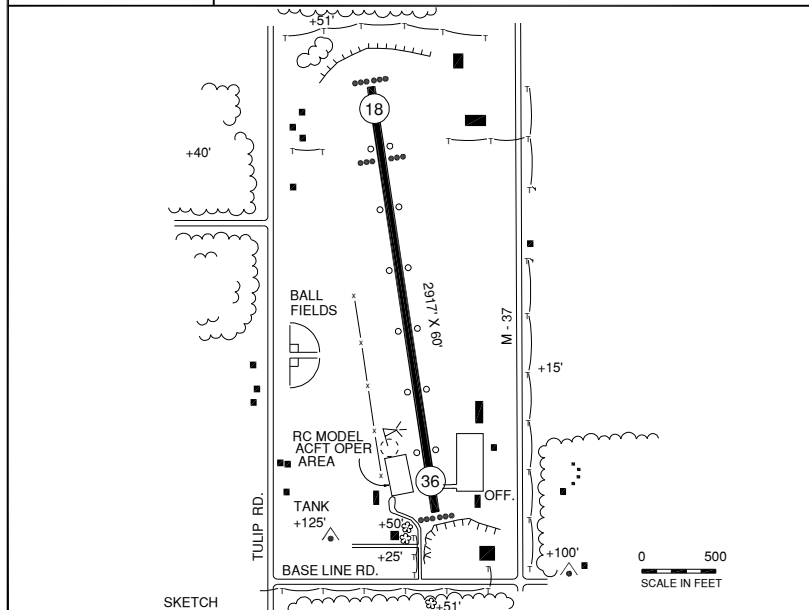 +51'
18
+40'
2917' X 60'
M - 37
BALL
FIELDS
+15'
RC MODEL
ACFT OPER
AREA
36
OFF.
TANK
+125'
+50'
+25'
TULIP RD.
BASE LINE RD.
+100'
0 500
SCALE IN FEET
SKETCH
+51'